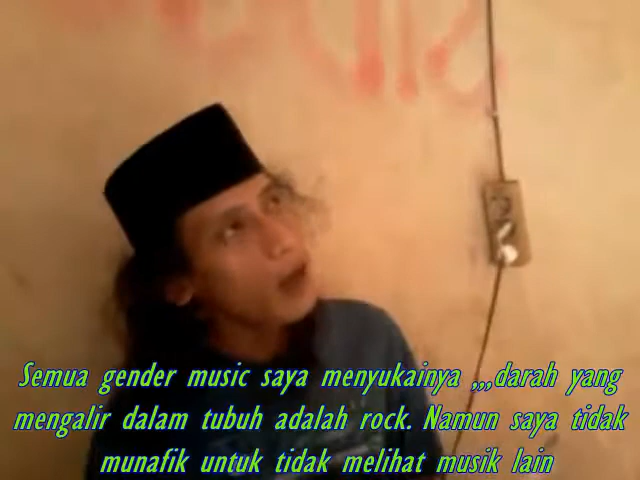 Semua gender music saya menyukainya ,,,darah yang
mengalir dalam tubuh adalah rock. Namun saya tidak
munafik untuk tidak melihat musik lain